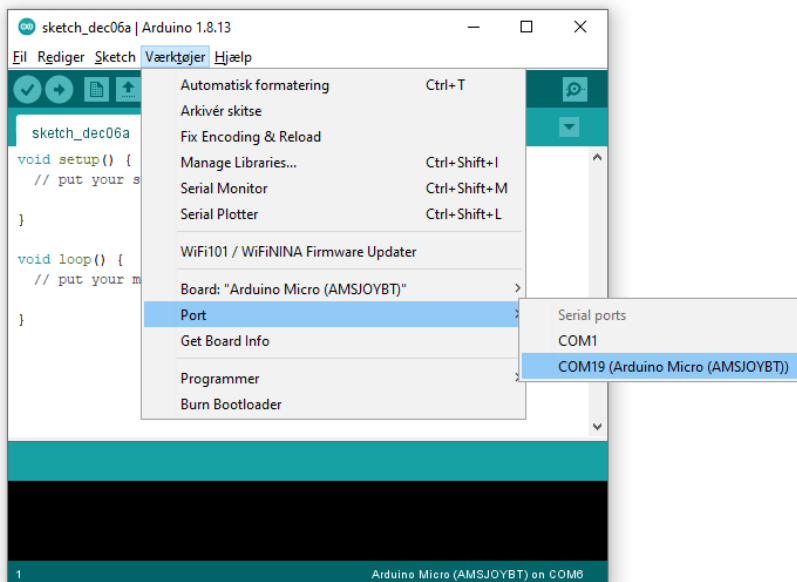 sketch_dec06a | Arduino 1.8.13
Fil Rediger Sketch Værktøjer Hjælp
sketch_dec06a
void setup() {
// put your s
}
void loop() {
// put your m
}
Automatisk formatering Ctrl+T
Arkivér skitse
Fix Encoding & Reload
Manage Libraries... Ctrl+Shift+I
Serial Monitor Ctrl+Shift+M
Serial Plotter Ctrl+Shift+L
WiFi101 / WiFiNINA Firmware Updater
Board: "Arduino Micro (AMSJOYBT)"
Port
Get Board Info
Programmer
Burn Bootloader
Serial ports
COM1
COM19 (Arduino Micro (AMSJOYBT))
1 Arduino Micro (AMSJOYBT) on COM6